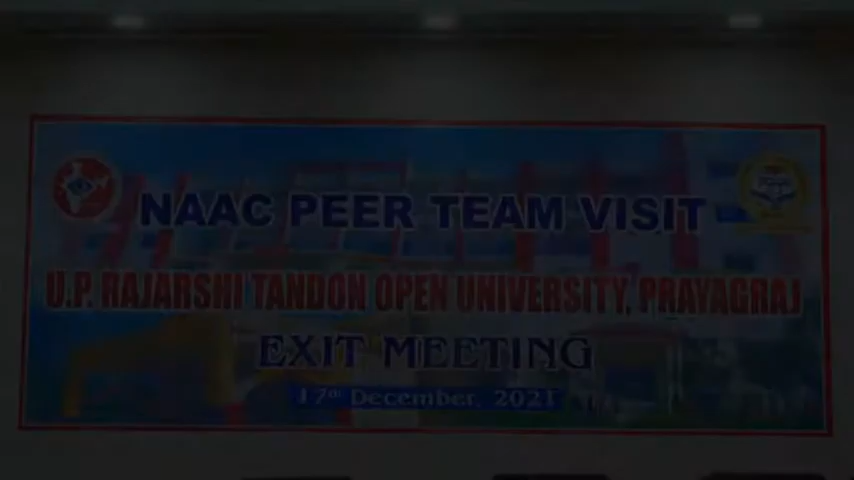 NAAC PEER TEAM VISIT
U.P. RAJARSHI TANDON OPEN UNIVERSITY, PRAYAGRAJ
EXIT MEETING
17th December, 2021